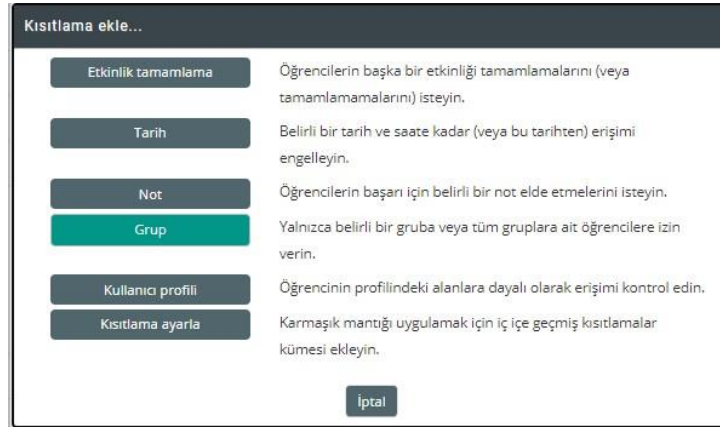 Kısıtlama ekle...
Etkinlik tamamlama
Öğrencilerin başka bir etkinliği tamamlamalarını (veya
tamamlamamalarını) isteyin.
Tarih
Belirli bir tarih ve saate kadar (veya bu tarihten) erişimi
engelleyin.
Not
Öğrencilerin başarı için belirli bir not elde etmelerini isteyin.
Grup
Yalnızca belirli bir gruba veya tüm gruplara ait öğrencilere izin
verin.
Kullanıcı profili
Öğrencinin profilindeki alanlara dayalı olarak erişimi kontrol edin.
Kısıtlama ayarla
Karmaşık mantığı uygulamak için iç içe geçmiş kısıtlamalar
kümesi ekleyin.
İptal